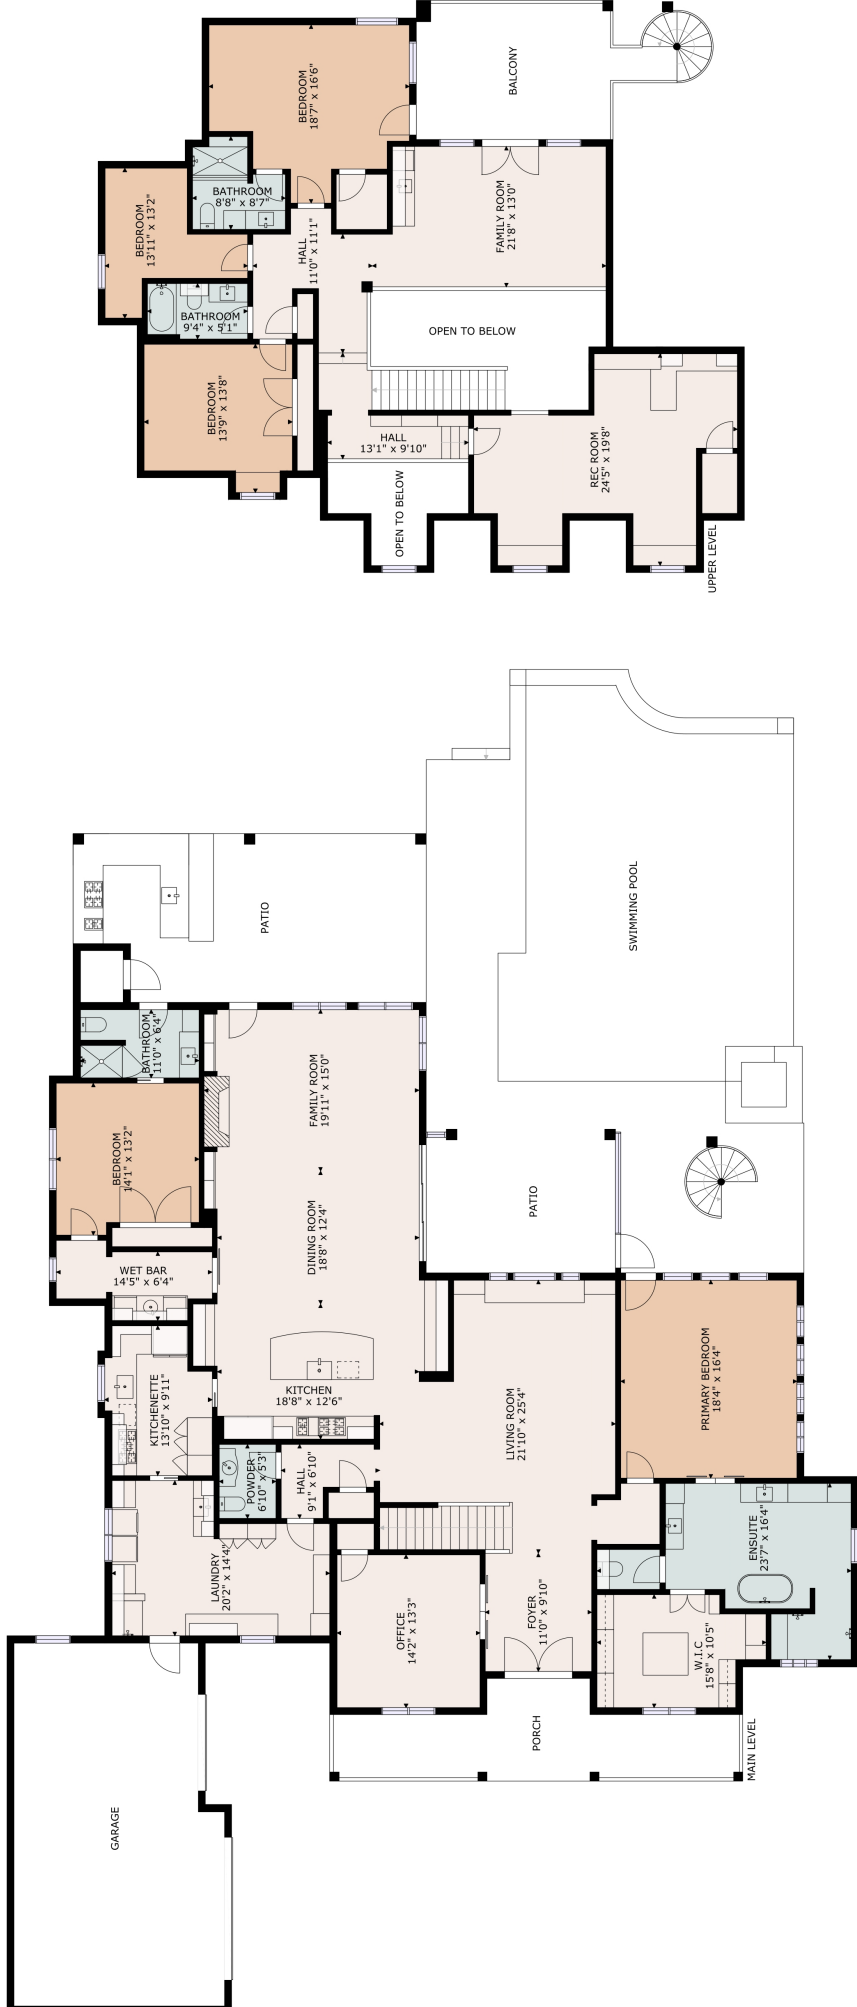 BALCONY
BEDROOM
18'7" x 16'6"
BATHROOM
8'8" x 8'7"
FAMILY ROOM
21'8" x 13'0"
BEDROOM
13'11" x 13'2"
HALL
11'0" x 11'1"
BATHROOM
9'4" x 5'1"
OPEN TO BELOW
BEDROOM
13'9" x 13'8"
HALL
13'1" x 9'10"
REC ROOM
24'5" x 19'8"
OPEN TO BELOW
UPPER LEVEL
SWIMMING POOL
PATIO
BATHROOM
11'0" x 6'4"
FAMILY ROOM
19'11" x 15'0"
BEDROOM
14'1" x 13'2"
PATIO
DINING ROOM
18'8" x 12'4"
WET BAR
14'5" x 6'4"
PRIMARY BEDROOM
18'4" x 16'4"
KITCHEN
18'8" x 12'6"
LIVING ROOM
21'10" x 25'4"
KITCHENETTE
13'10" x 9'11"
POWDER
6'10" x 5'3"
HALL
9'1" x 6'10"
ENSUITE
23'7" x 16'4"
LAUNDRY
20'2" x 14'4"
OFFICE
14'2" x 13'3"
FOYER
11'0" x 9'10"
W.I.C
15'8" x 10'5"
PORCH
MAIN LEVEL
GARAGE